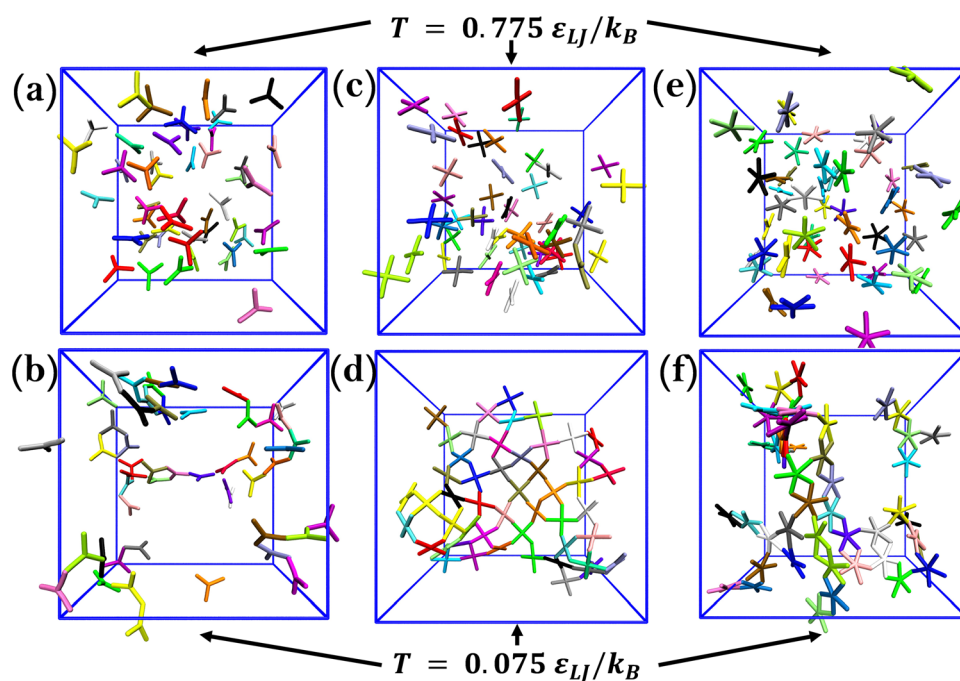 T = 0.775 ε_LJ/k_B
(a) (c) (e)
(b) (d) (f)
T = 0.075 ε_LJ/k_B